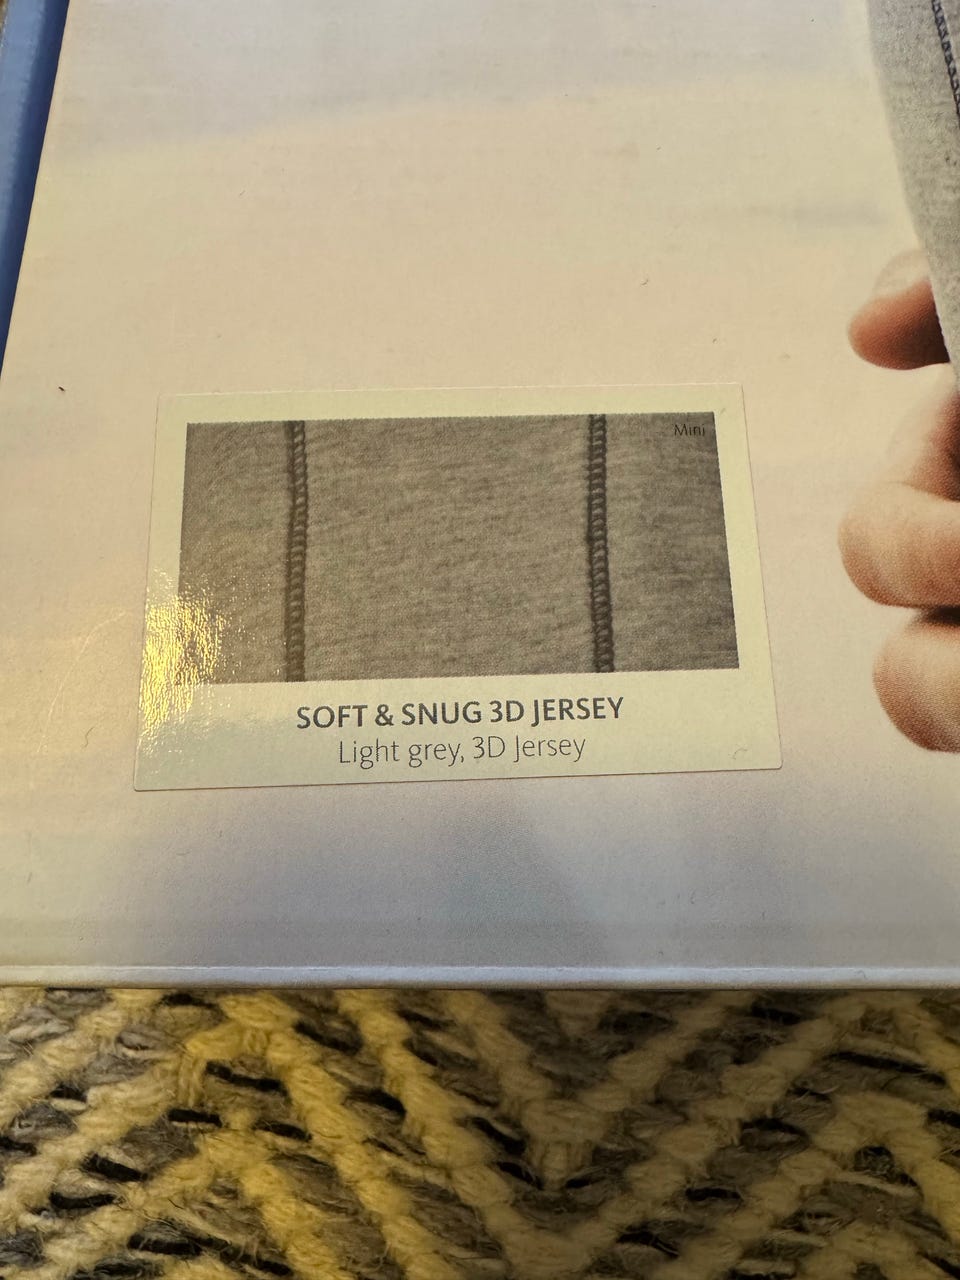 Mini
SOFT & SNUG 3D JERSEY
Light grey, 3D Jersey